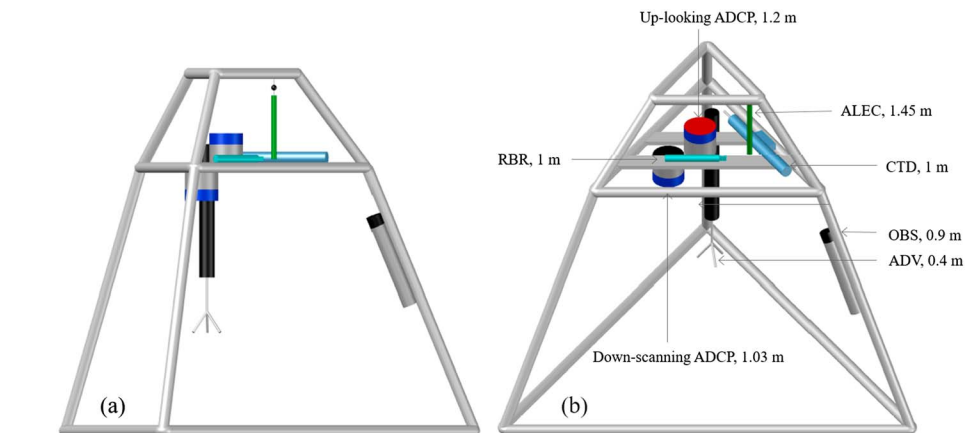 Up-looking ADCP, 1.2 m
ALEC, 1.45 m
RBR, 1 m
CTD, 1 m
OBS, 0.9 m
ADV, 0.4 m
Down-scanning ADCP, 1.03 m
(a)
(b)